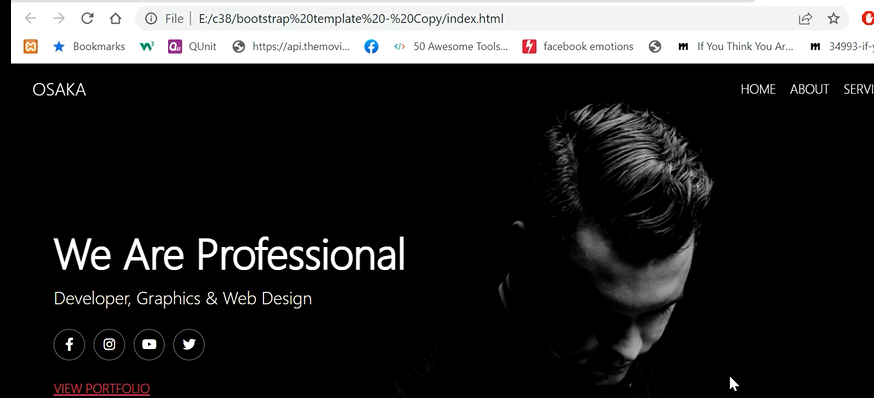 File | E:/c38/bootstrap%20template%20-%20Copy/index.html
Bookmarks QUnit https://api.themovi... 50 Awesome Tools... facebook emotions If You Think You Ar... 34993-if-y
OSAKA HOME ABOUT SERVI
We Are Professional
Developer, Graphics & Web Design
VIEW PORTFOLIO